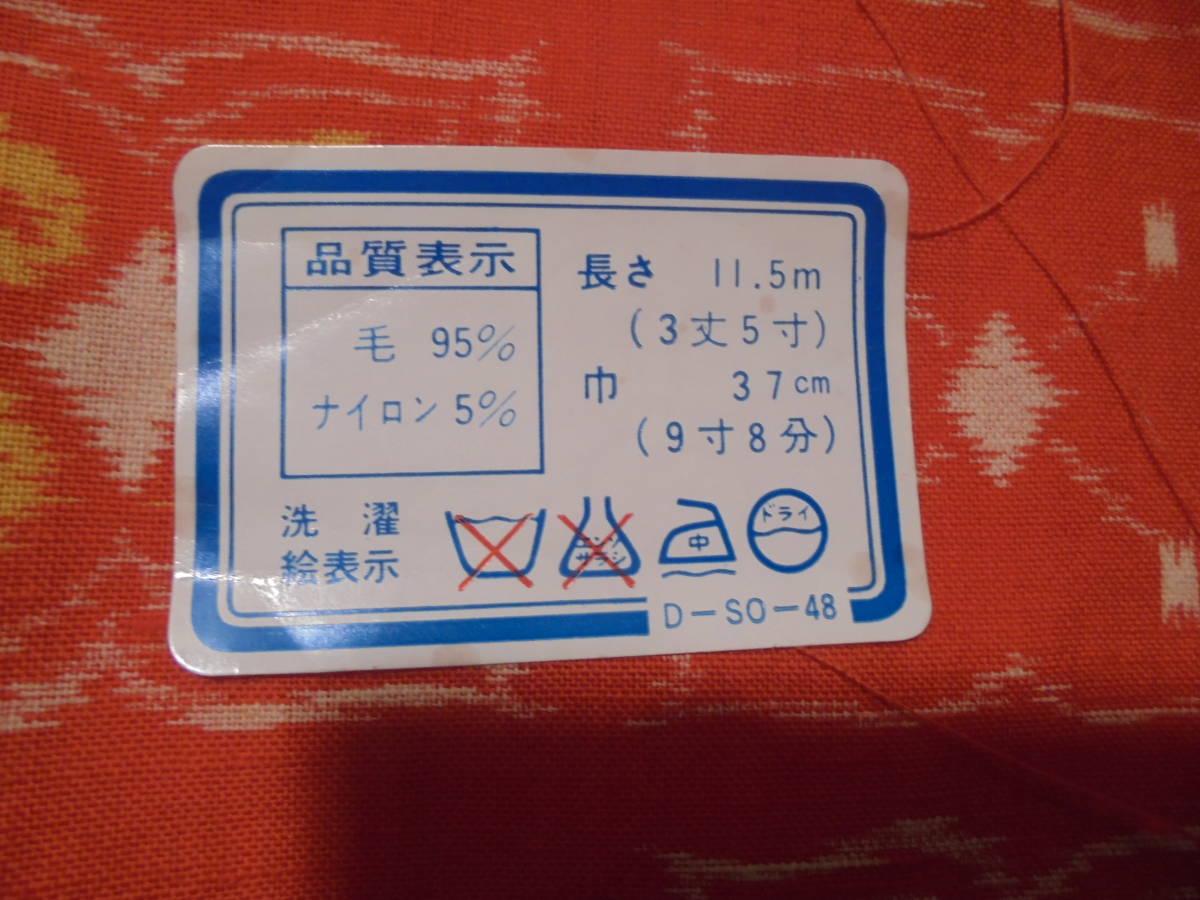 品質表示
毛 95%
ナイロン 5%
長さ 11.5m
(3丈5寸)
巾 37cm
(9寸8分)
洗濯
絵表示
エンソ
サラシ
中
ドライ
D-SO-48